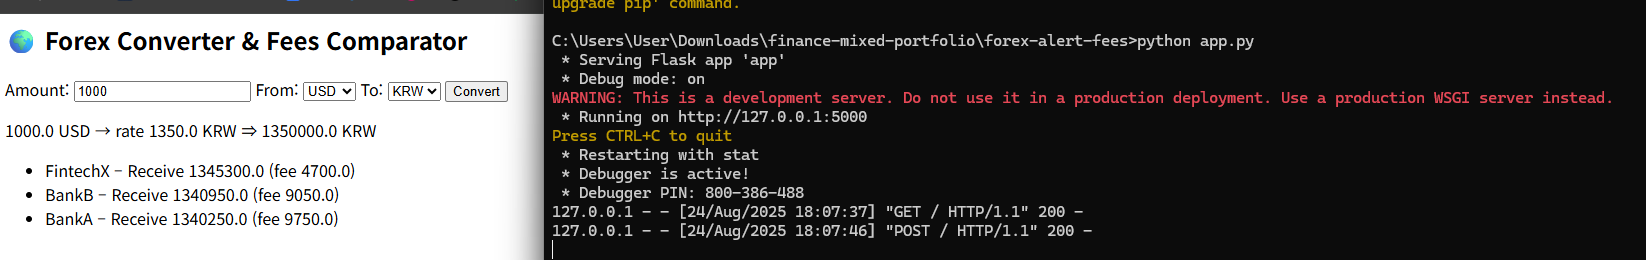 Forex Converter & Fees Comparator
Amount: 1000 From: USD To: KRW Convert
1000.0 USD → rate 1350.0 KRW ⇒ 1350000.0 KRW
• FintechX – Receive 1345300.0 (fee 4700.0)
• BankB – Receive 1340950.0 (fee 9050.0)
• BankA – Receive 1340250.0 (fee 9750.0)
upgrade pip' command.
C:\Users\User\Downloads\finance-mixed-portfolio\forex-alert-fees>python app.py
 * Serving Flask app 'app'
 * Debug mode: on
WARNING: This is a development server. Do not use it in a production deployment. Use a production WSGI server instead.
 * Running on http://127.0.0.1:5000
Press CTRL+C to quit
 * Restarting with stat
 * Debugger is active!
 * Debugger PIN: 800-386-488
127.0.0.1 - - [24/Aug/2025 18:07:37] "GET / HTTP/1.1" 200 -
127.0.0.1 - - [24/Aug/2025 18:07:46] "POST / HTTP/1.1" 200 -